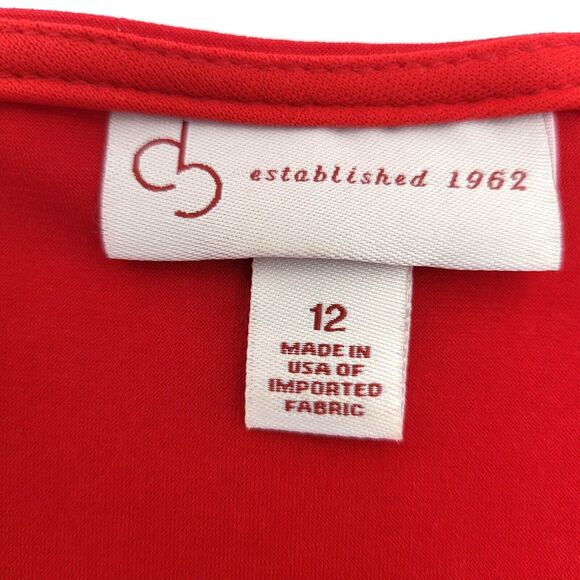 established 1962
12
MADE IN
USA OF
IMPORTED
FABRIC